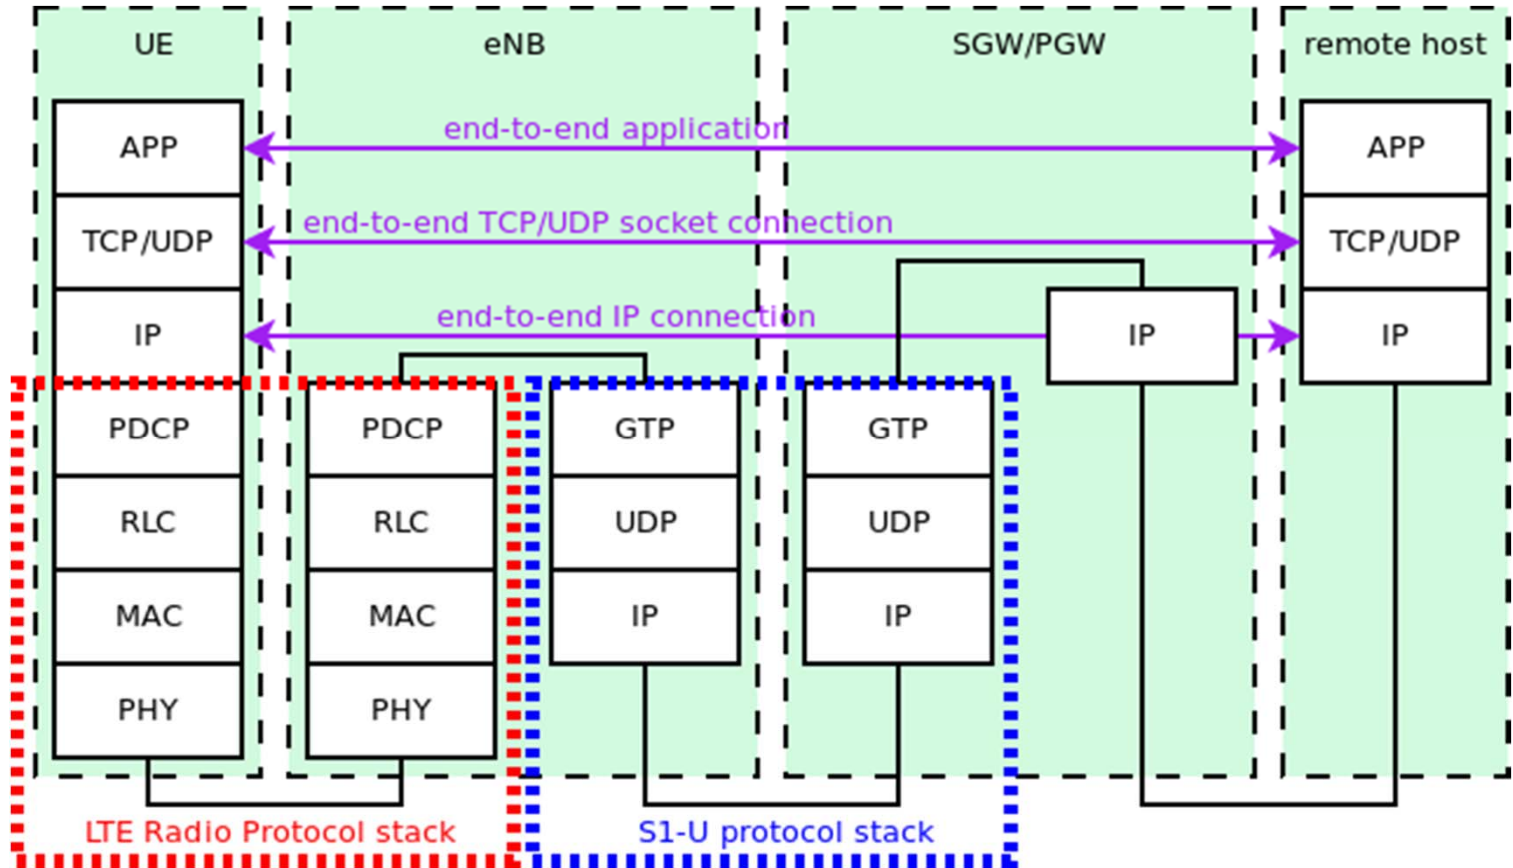 UE
eNB
SGW/PGW
remote host
end-to-end application
APP
APP
end-to-end TCP/UDP socket connection
TCP/UDP
TCP/UDP
end-to-end IP connection
IP
IP
IP
PDCP
PDCP
GTP
GTP
RLC
RLC
UDP
UDP
MAC
MAC
IP
IP
PHY
PHY
LTE Radio Protocol stack
S1-U protocol stack